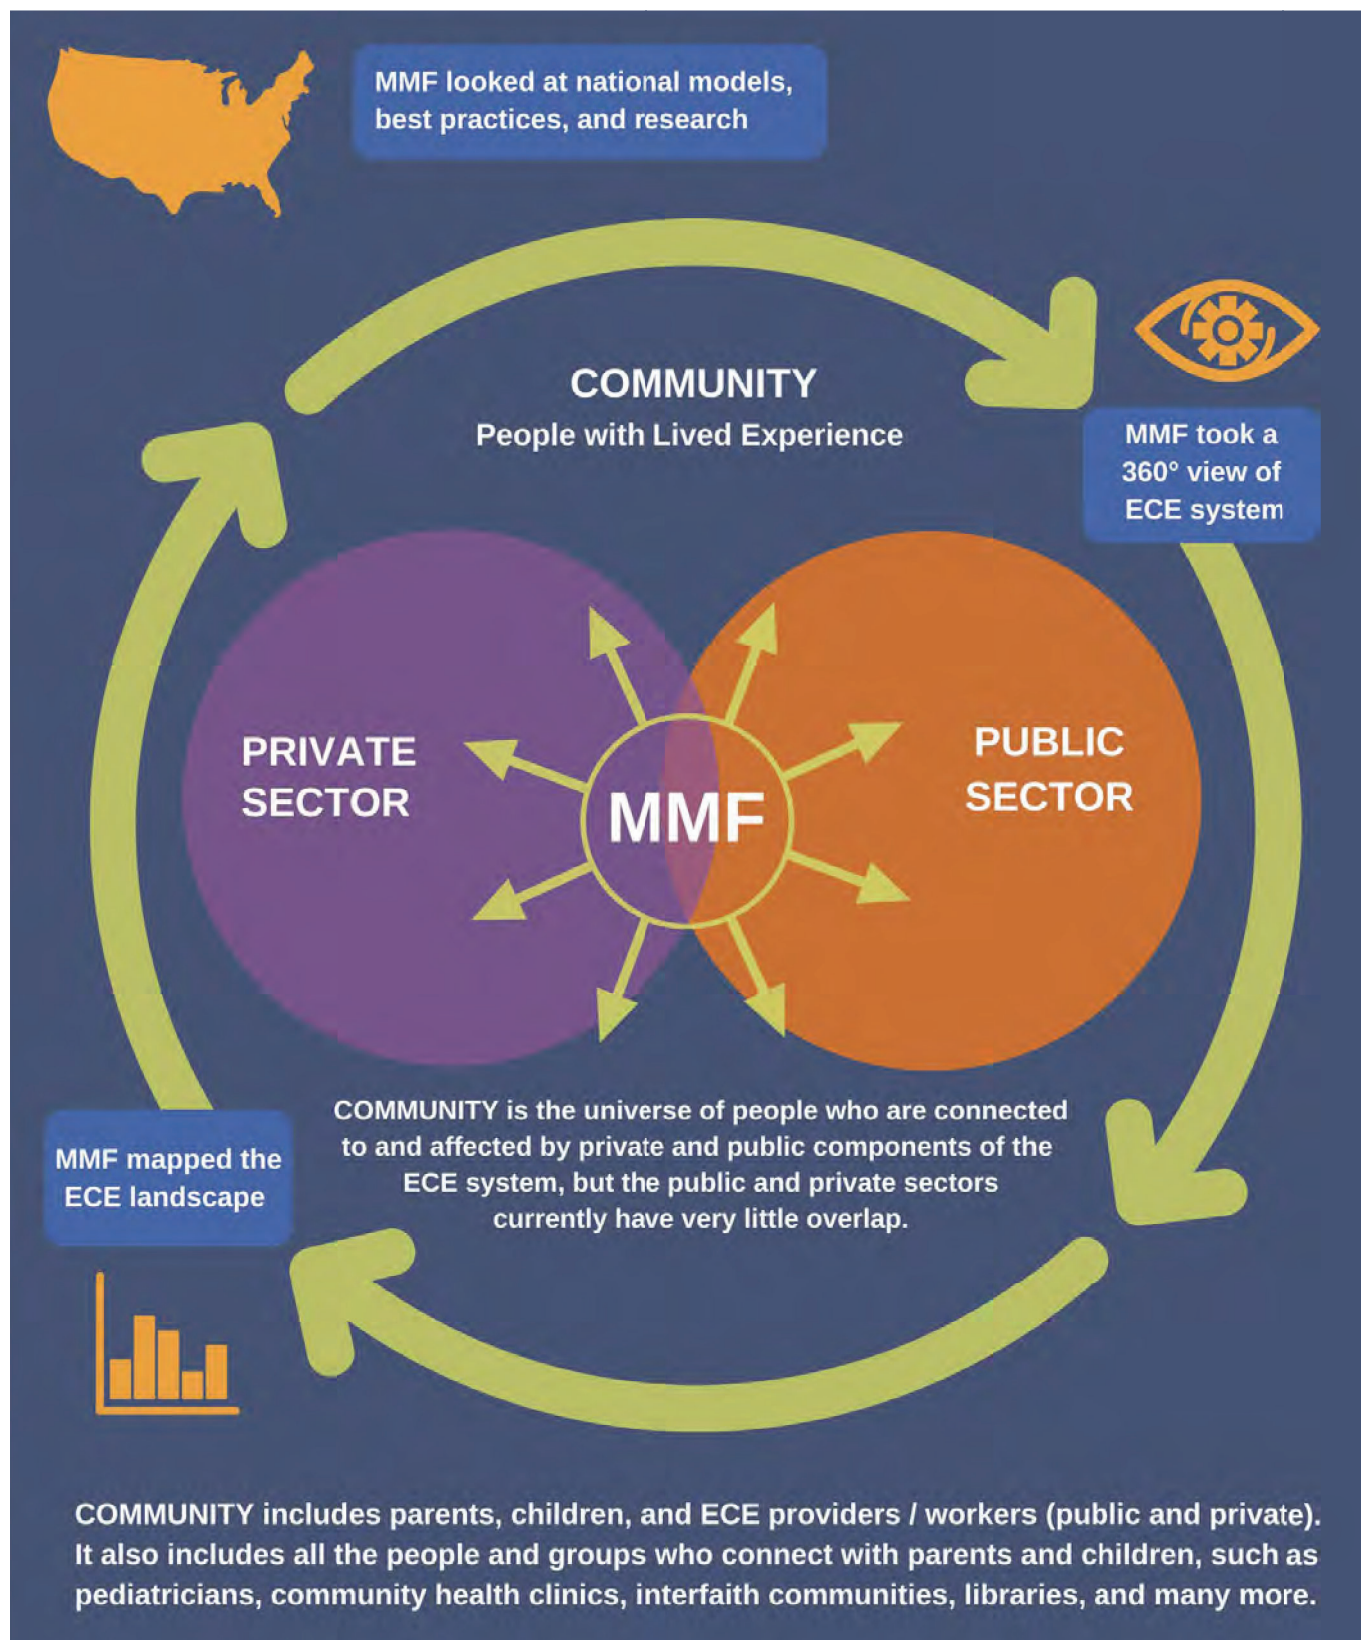 MMF looked at national models,
best practices, and research
COMMUNITY
People with Lived Experience
MMF took a
360° view of
ECE system
PRIVATE
SECTOR
MMF
PUBLIC
SECTOR
COMMUNITY is the universe of people who are connected
to and affected by private and public components of the
ECE system, but the public and private sectors
currently have very little overlap.
MMF mapped the
ECE landscape
COMMUNITY includes parents, children, and ECE providers / workers (public and private).
It also includes all the people and groups who connect with parents and children, such as
pediatricians, community health clinics, interfaith communities, libraries, and many more.